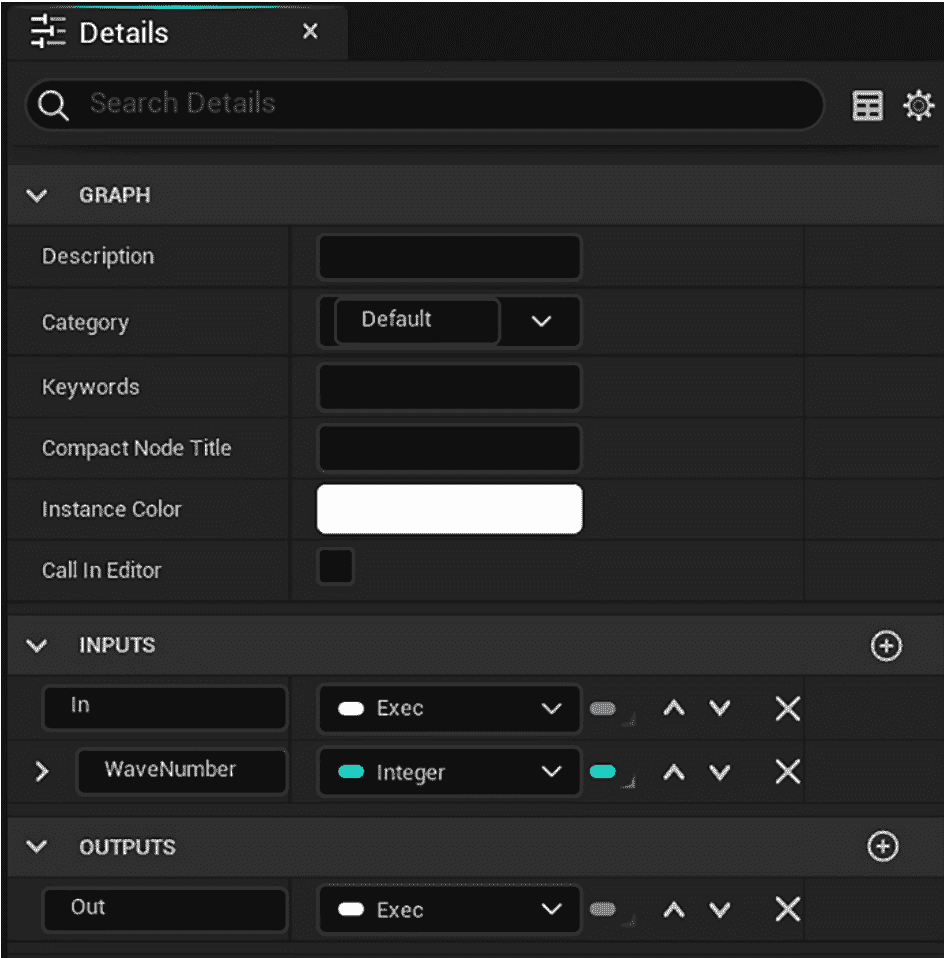 Details
Search Details
GRAPH
Description
Category Default
Keywords
Compact Node Title
Instance Color
Call In Editor
INPUTS
In Exec
WaveNumber Integer
OUTPUTS
Out Exec